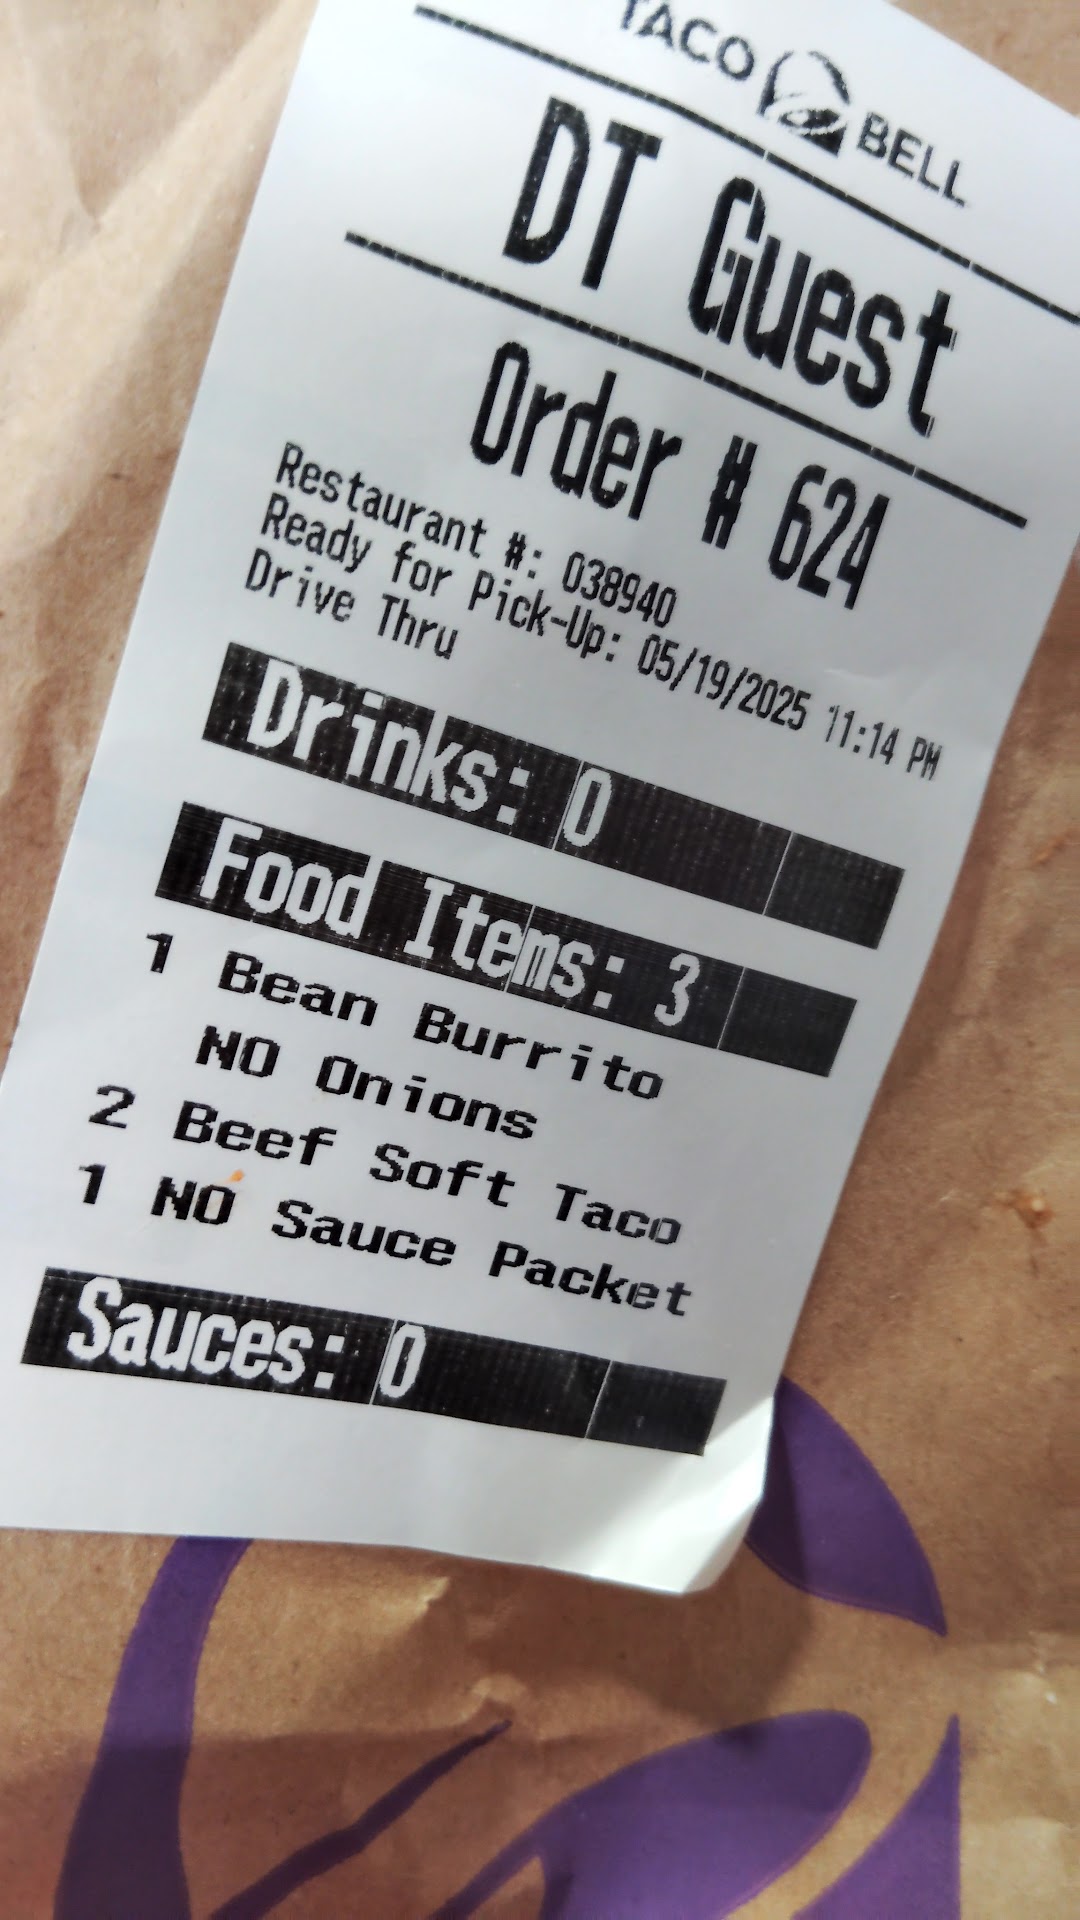 TACO BELL
DT Guest
Order # 624
Restaurant #: 038940
Ready for Pick-Up: 05/19/2025 11:14 PM
Drive Thru
Drinks: 0
Food Items: 3
1 Bean Burrito
NO Onions
2 Beef Soft Taco
1 NO Sauce Packet
Sauces: 0